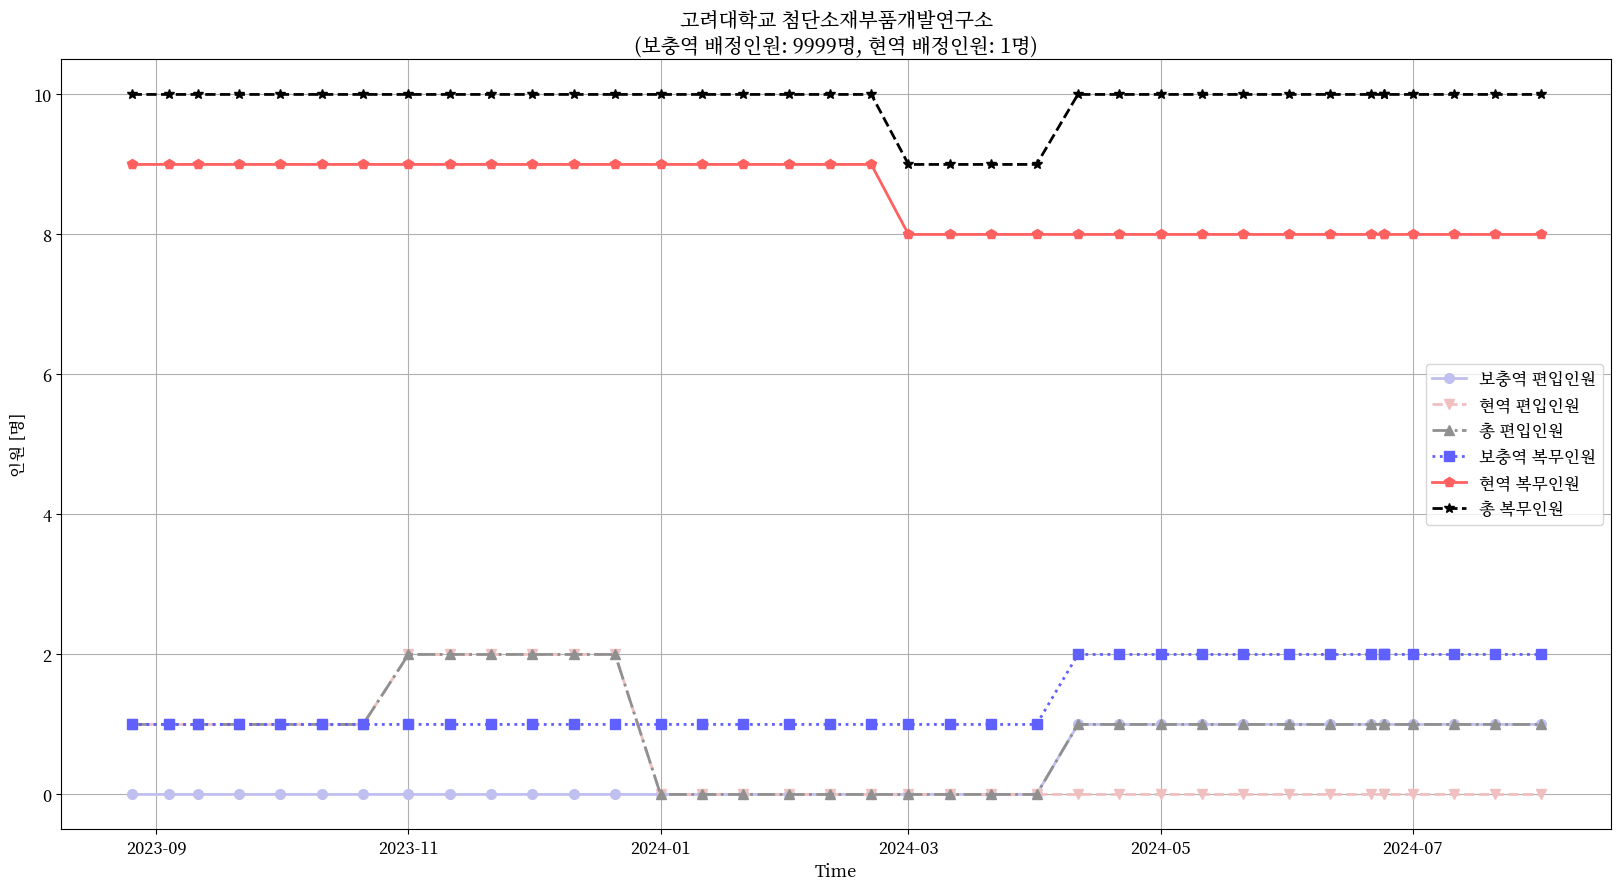 고려대학교 첨단소재부품개발연구소
(보충역 배정인원: 9999명, 현역 배정인원: 1명)
인원 [명]
10
8
6
4
2
0
보충역 편입인원
현역 편입인원
총 편입인원
보충역 복무인원
현역 복무인원
총 복무인원
2023-09
2023-11
2024-01
2024-03
2024-05
2024-07
Time